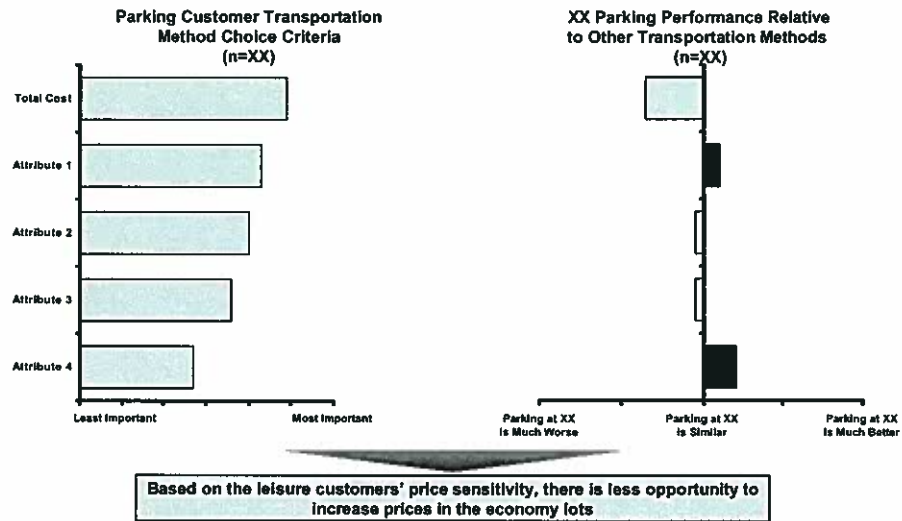 Parking Customer Transportation
Method Choice Criteria
(n=XX)
XX Parking Performance Relative
to Other Transportation Methods
(n=XX)
Total Cost
Attribute 1
Attribute 2
Attribute 3
Attribute 4
Least Important
Most Important
Parking at XX
Is Much Worse
Parking at XX
Is Similar
Parking at XX
Is Much Better
Based on the leisure customers' price sensitivity, there is less opportunity to
increase prices in the economy lots